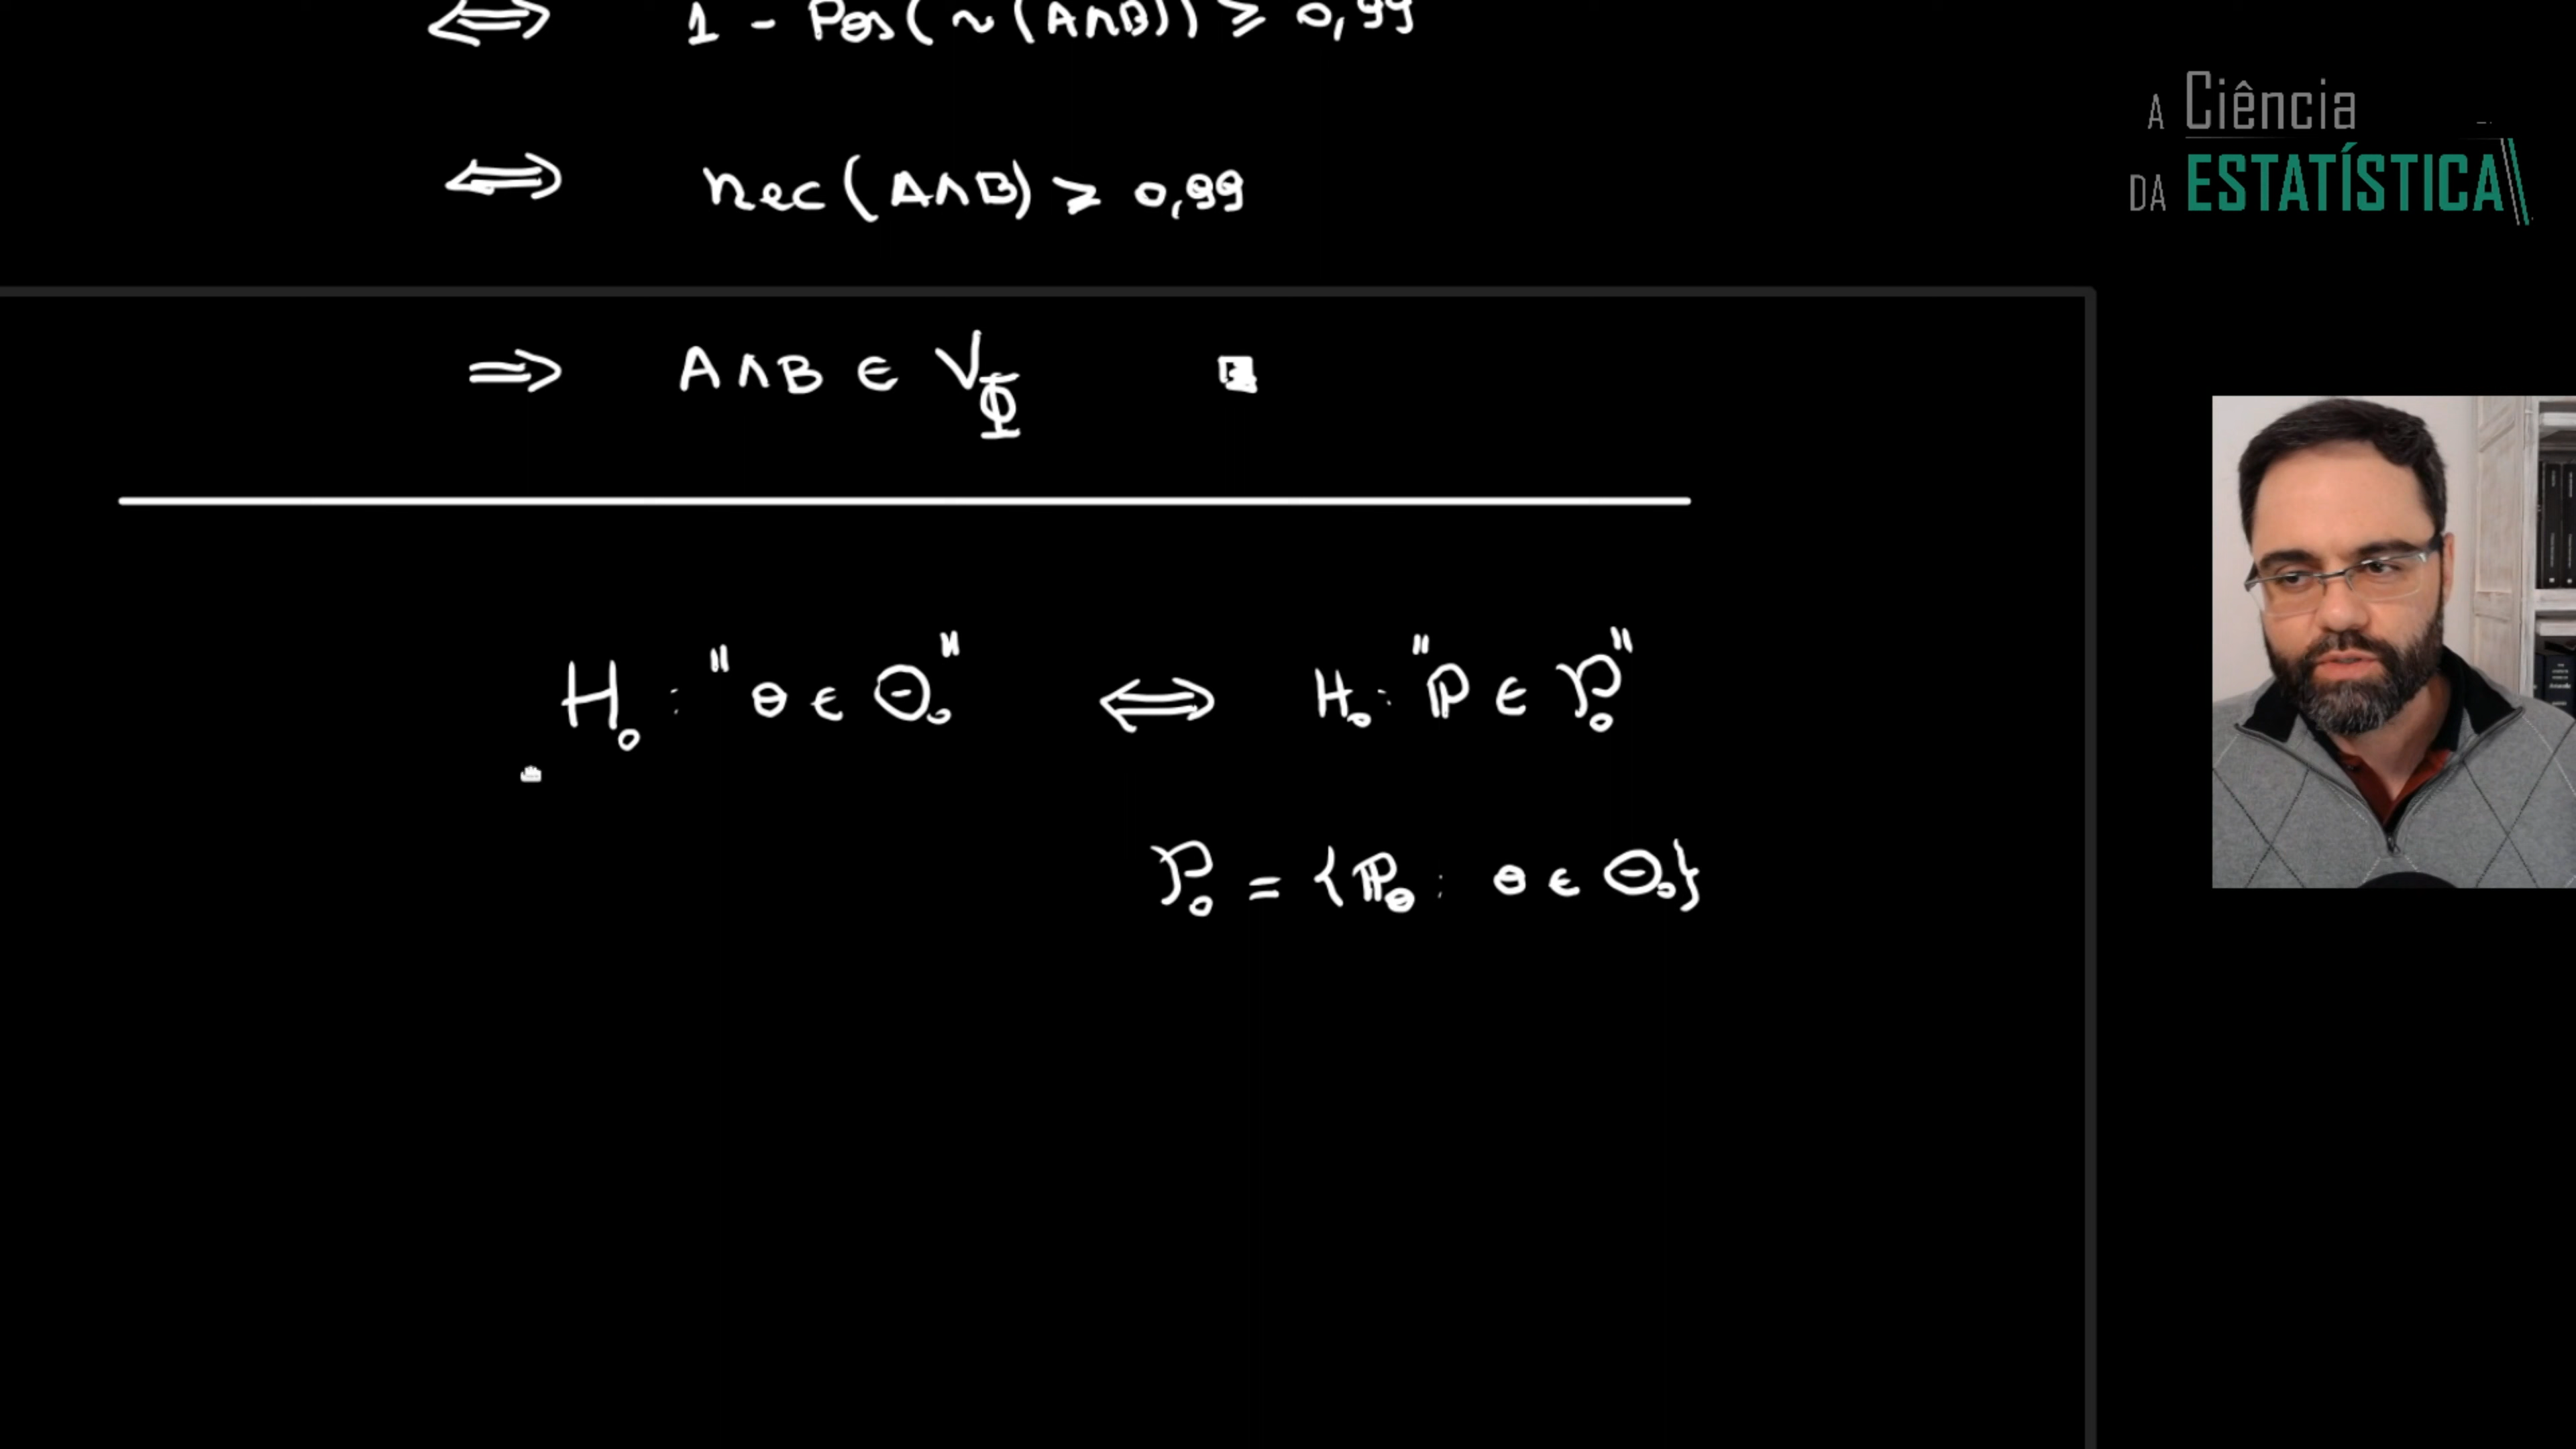 ⟺ 1 - Pos(~(A∧B)) ≥ 0,99
A Ciência
DA ESTATÍSTICA
⟺ nec(A∧B) ≥ 0,99
⇒ A∧B ∈ V_Φ
H₀: "θ ∈ Θ₀" ⟺ H₀: "ℙ ∈ 𝒫₀"
𝒫₀ = {ℙ_θ : θ ∈ Θ₀}